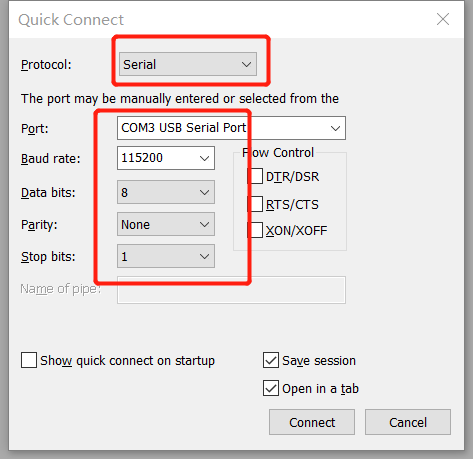 Quick Connect
Protocol: Serial
The port may be manually entered or selected from the
Port: COM3 USB Serial Port
Baud rate: 115200
Flow Control
DTR/DSR
Data bits: 8
RTS/CTS
Parity: None
XON/XOFF
Stop bits: 1
Name of pipe:
Show quick connect on startup
Save session
Open in a tab
Connect
Cancel